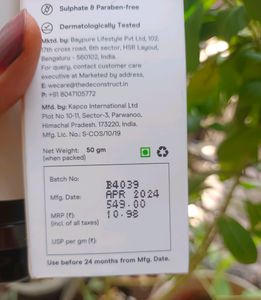 Sulphate & Paraben-free
Dermatologically Tested
Mktd. by: Baypure Lifestyle Pvt Ltd, 102,
17th cross road, 6th sector, HSR Layout,
Bengaluru - 560102, India.
For query, contact customer care
executive at Marketed by address,
E: wecare@thedeconstruct.in
P: +91 8047105772
Mfd. by: Kapco International Ltd
Plot No 10-11, Sector-3, Parwanoo,
Himachal Pradesh. 173220, India.
Mfg. Lic. No.: S-COS/10/19
Net Weight: 50 gm
(when packed)
Batch No: B4039
Mfg. Date: APR 2024
MRP (₹) 549.00
(incl. of all taxes) 10.98
USP per gm (₹):
Use before 24 months from Mfg. Date.